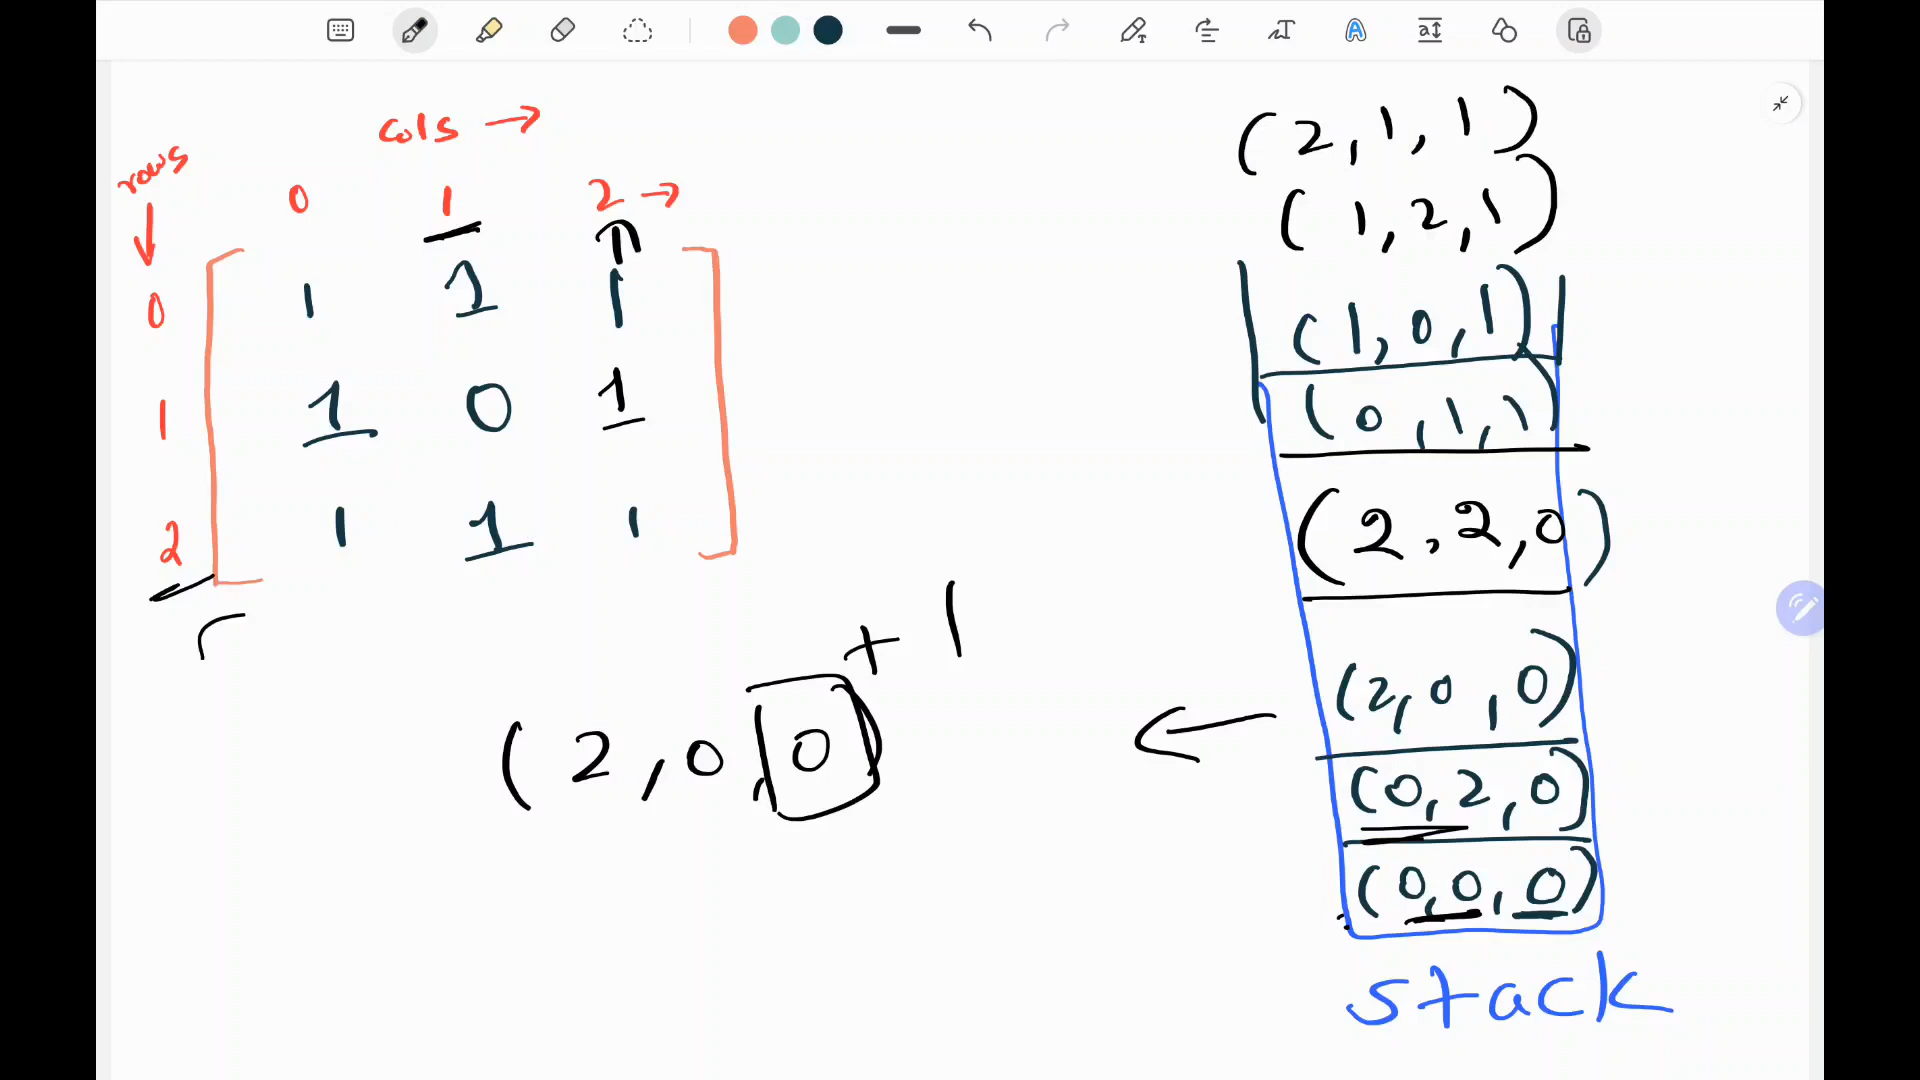 cols →
rows
0 1 2 →
0 1 1 1
1 1 0 1
2 1 1 1
+ 1
( 2, 0, 0 )
(2,1,1)
(1,2,1)
(1,0,1)
(0,1,1)
(2,2,0)
(2,0,0)
(0,2,0)
(0,0,0)
stack